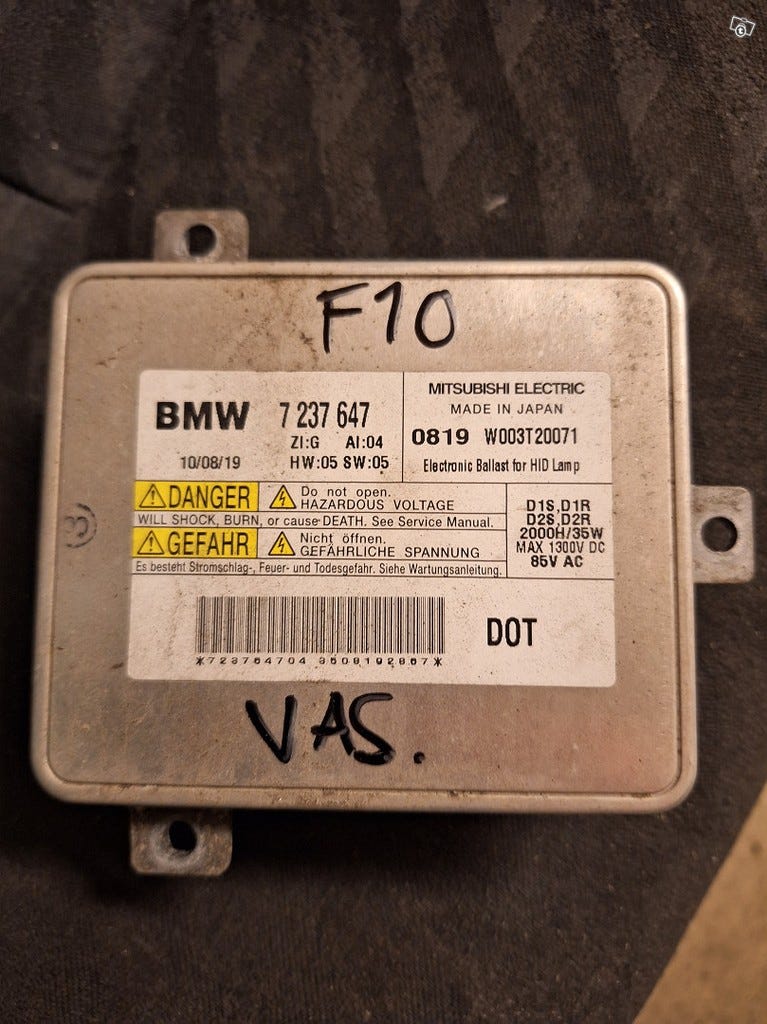 F10
BMW 7 237 647
ZI:G AI:04
10/08/19 HW:05 SW:05
MITSUBISHI ELECTRIC
MADE IN JAPAN
0819 W003T20071
Electronic Ballast for HID Lamp
DANGER
Do not open.
HAZARDOUS VOLTAGE
WILL SHOCK, BURN, or cause DEATH. See Service Manual.
GEFAHR
Nicht öffnen.
GEFÄHRLICHE SPANNUNG
Es besteht Stromschlag-, Feuer- und Todesgefahr. Siehe Wartungsanleitung.
D1S,D1R
D2S,D2R
2000H/35W
MAX 1300V DC
85V AC
*723764704 3508192867*
DOT
VAS.